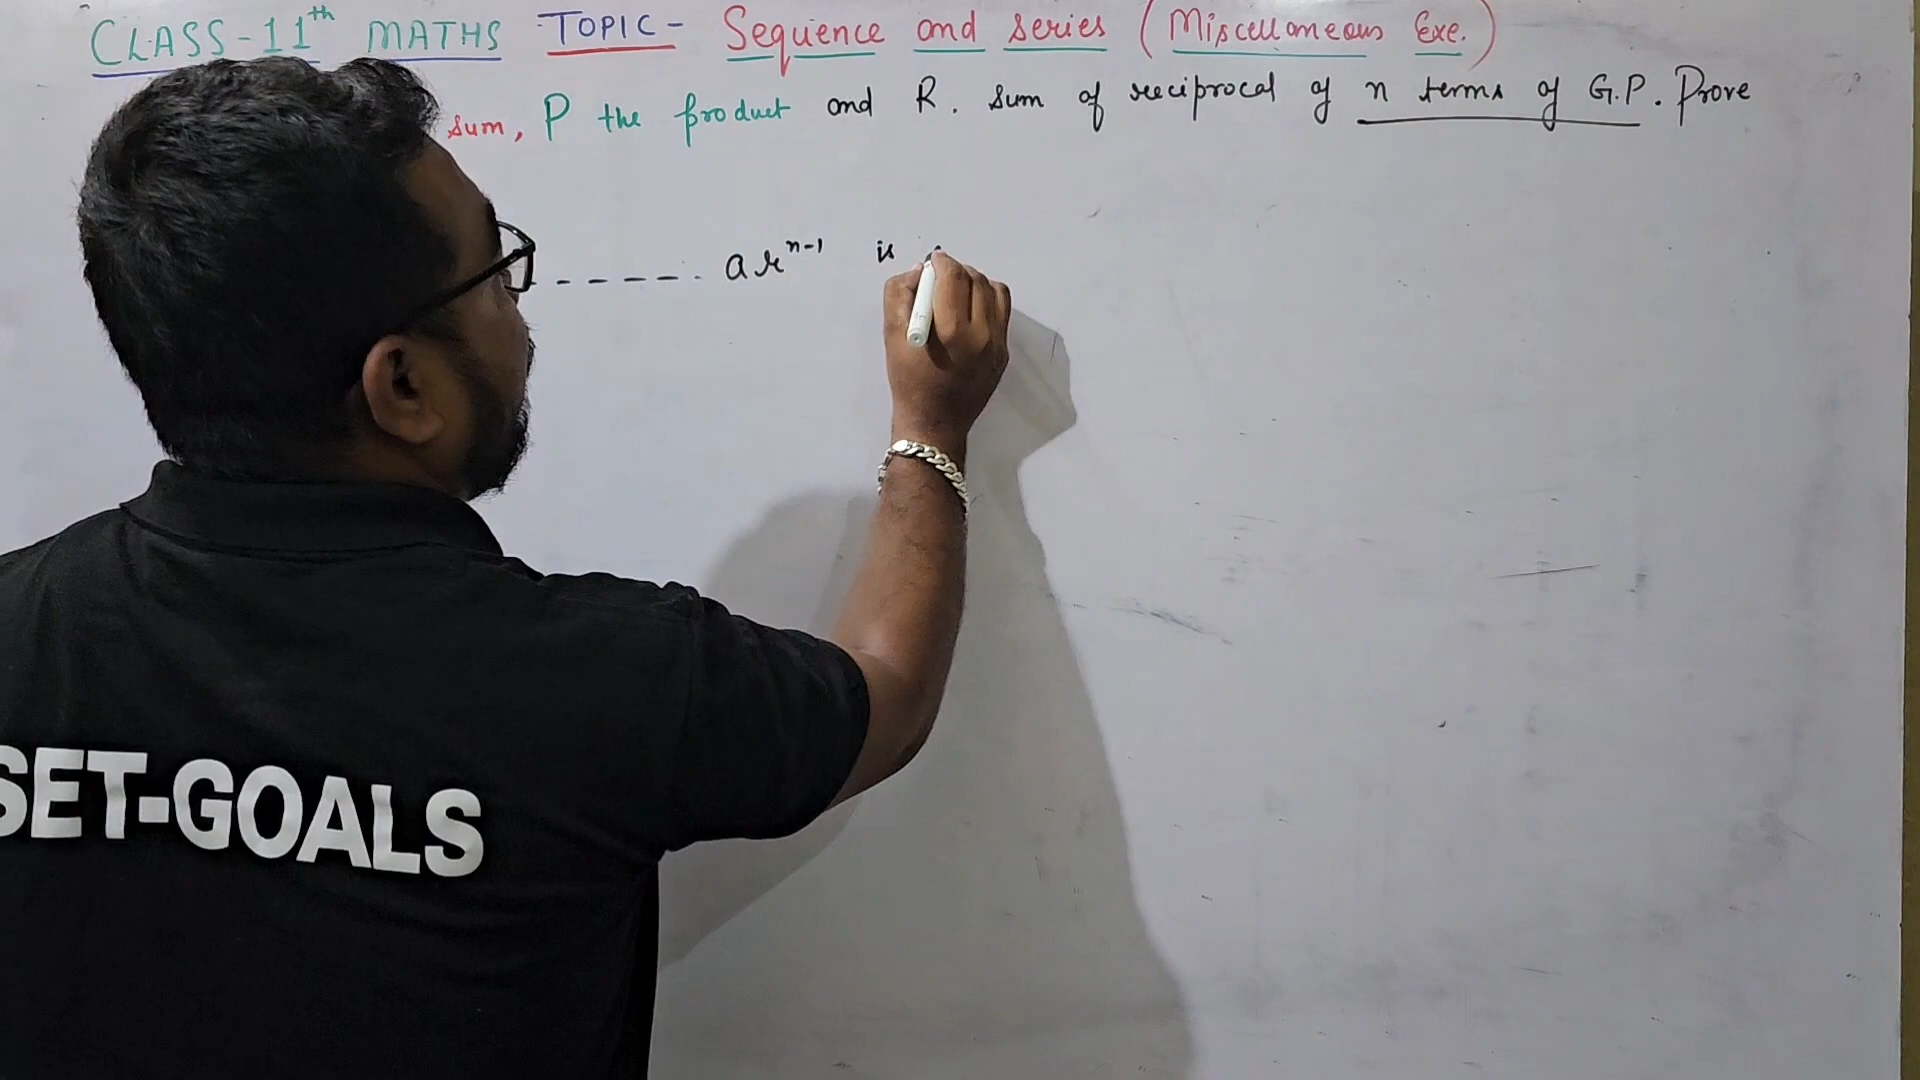 CLASS-11th MATHS TOPIC- Sequence and series (Miscellaneous Exe.)
sum, P the product and R. sum of reciprocal of n terms of G.P. Prove
- - - - - . arⁿ⁻¹ is
SET-GOALS